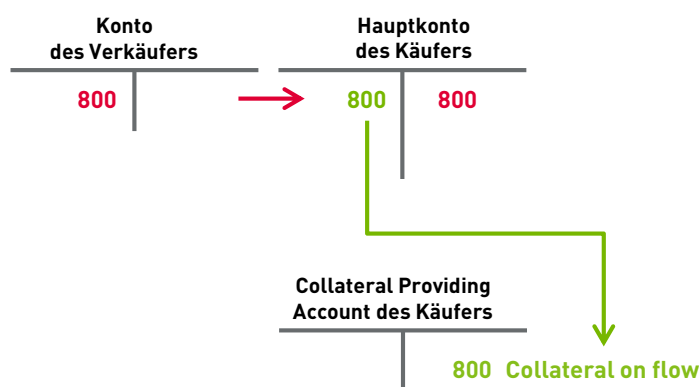 Konto
des Verkäufers
Hauptkonto
des Käufers
800
800
800
Collateral Providing
Account des Käufers
800 Collateral on flow